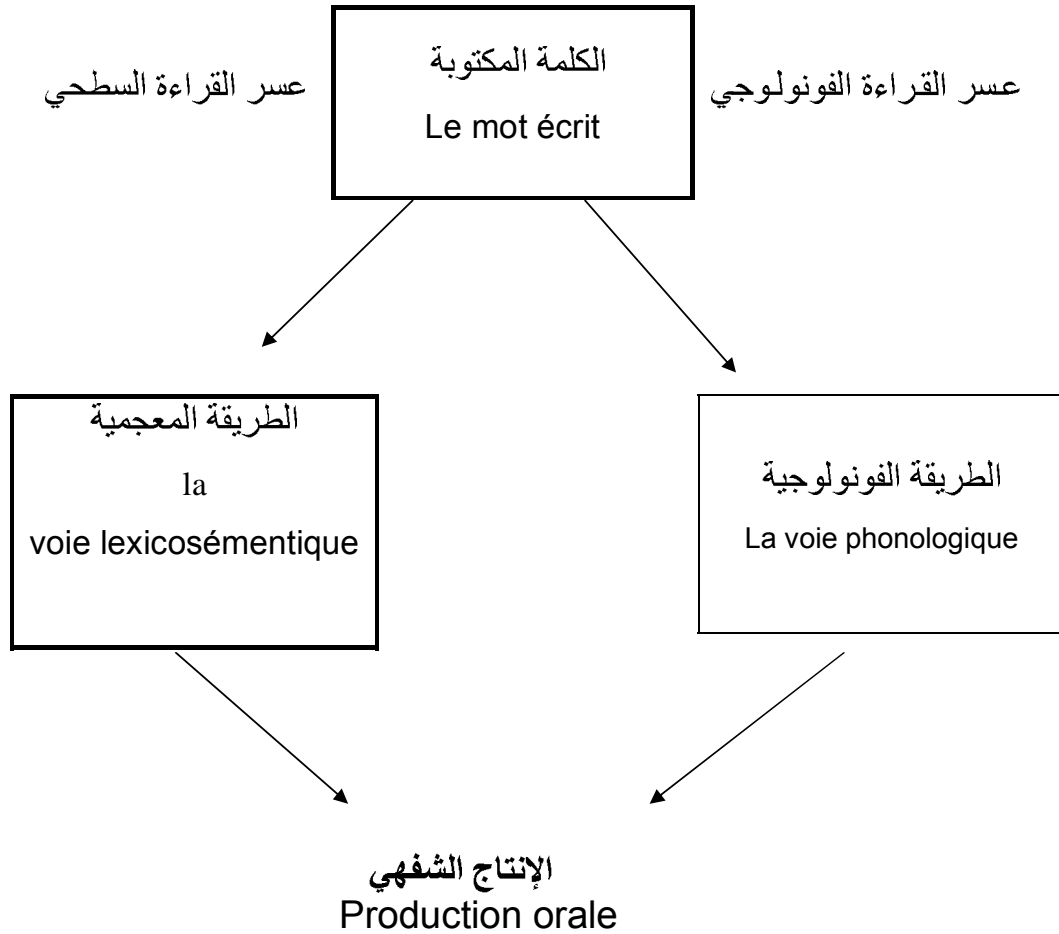 الكلمة المكتوبة
عسر القراءة الفونولوجي
عسر القراءة السطحي
Le mot écrit
الطريقة المعجمية
la
voie lexicosémentique
الطريقة الفونولوجية
La voie phonologique
الإنتاج الشفهي
Production orale